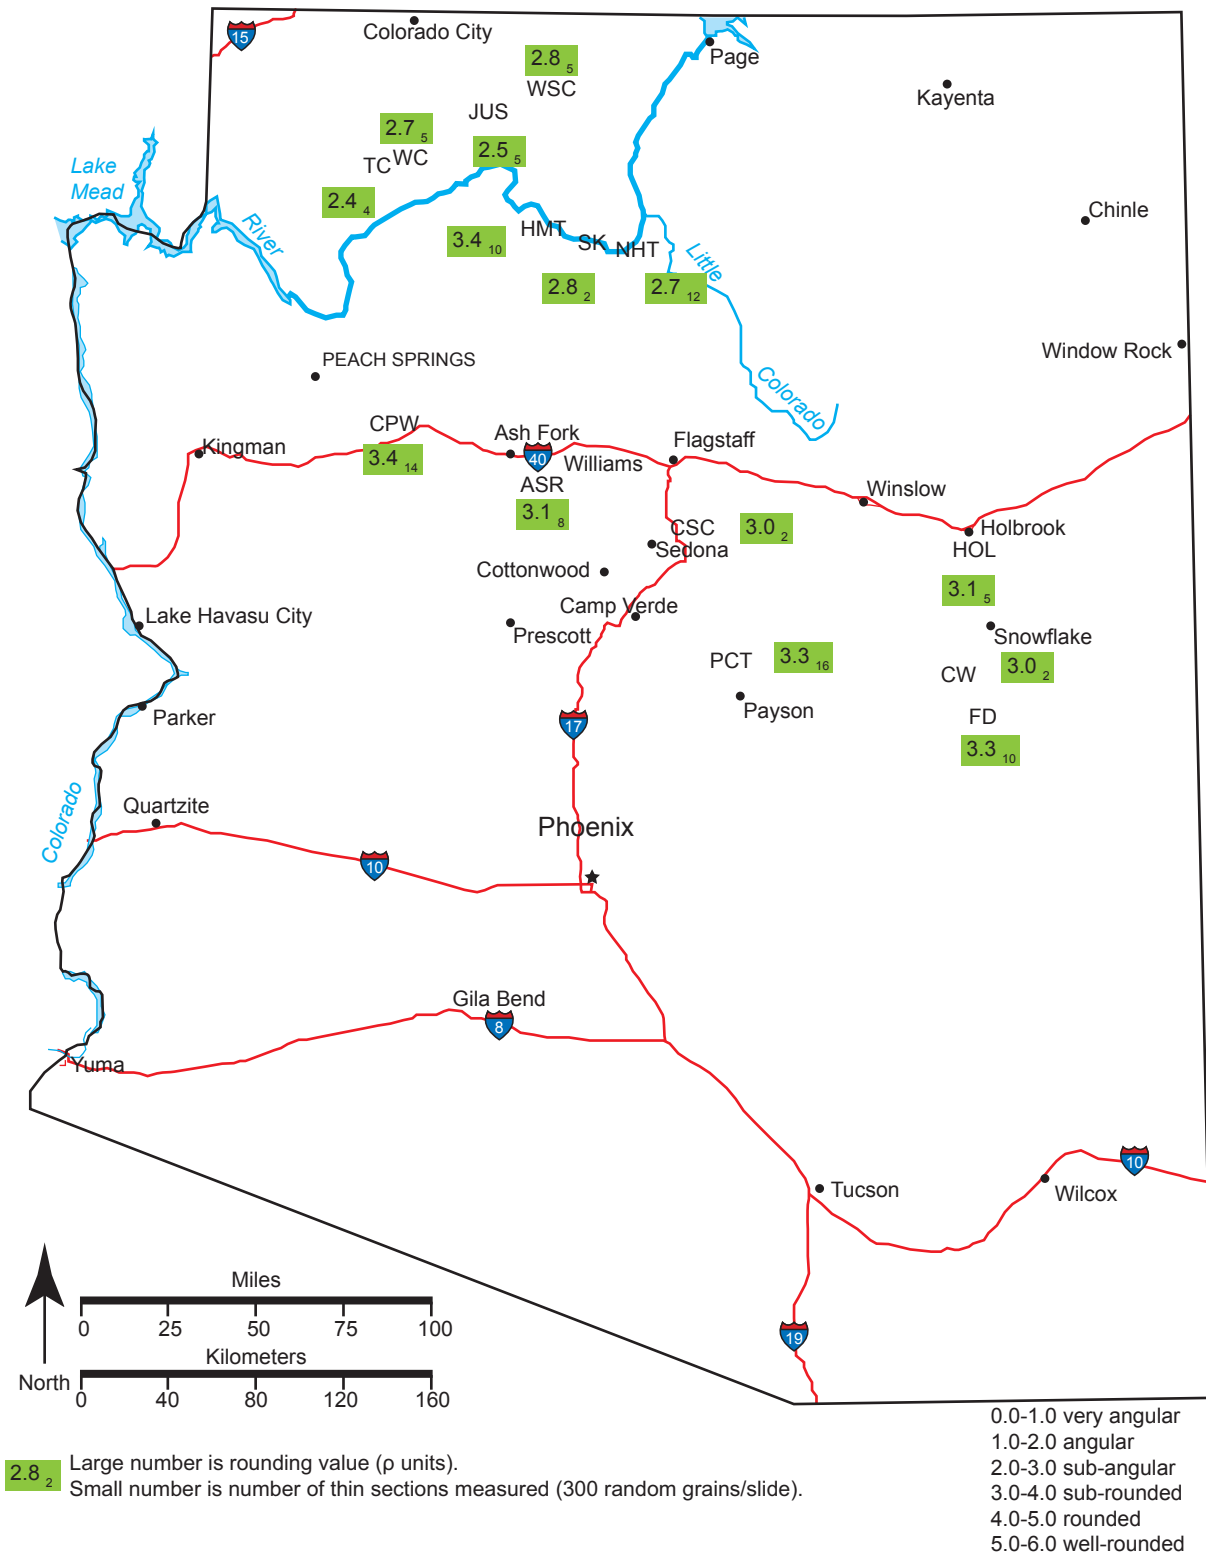 15
Colorado City
Page
2.8 5
WSC
Kayenta
JUS
2.7 5
TC
WC
2.5 5
Lake
Mead
2.4 4
River
3.4 10
HMT
SK
NHT
Chinle
Little
2.8 2
2.7 12
Window Rock
PEACH SPRINGS
Colorado
CPW
Kingman
3.4 14
Ash Fork
40
Williams
Flagstaff
ASR
3.1 8
Winslow
CSC
3.0 2
Sedona
Holbrook
HOL
Cottonwood
3.1 5
Camp Verde
Lake Havasu City
Prescott
Snowflake
PCT
3.3 16
3.0 2
CW
Payson
Parker
17
FD
3.3 10
Quartzite
Phoenix
Colorado
10
Gila Bend
8
Yuma
10
Tucson
Wilcox
Miles
0 25 50 75 100
Kilometers
North
0 40 80 120 160
19
0.0-1.0 very angular
1.0-2.0 angular
2.0-3.0 sub-angular
3.0-4.0 sub-rounded
4.0-5.0 rounded
5.0-6.0 well-rounded
2.8 2
Large number is rounding value (ρ units).
Small number is number of thin sections measured (300 random grains/slide).